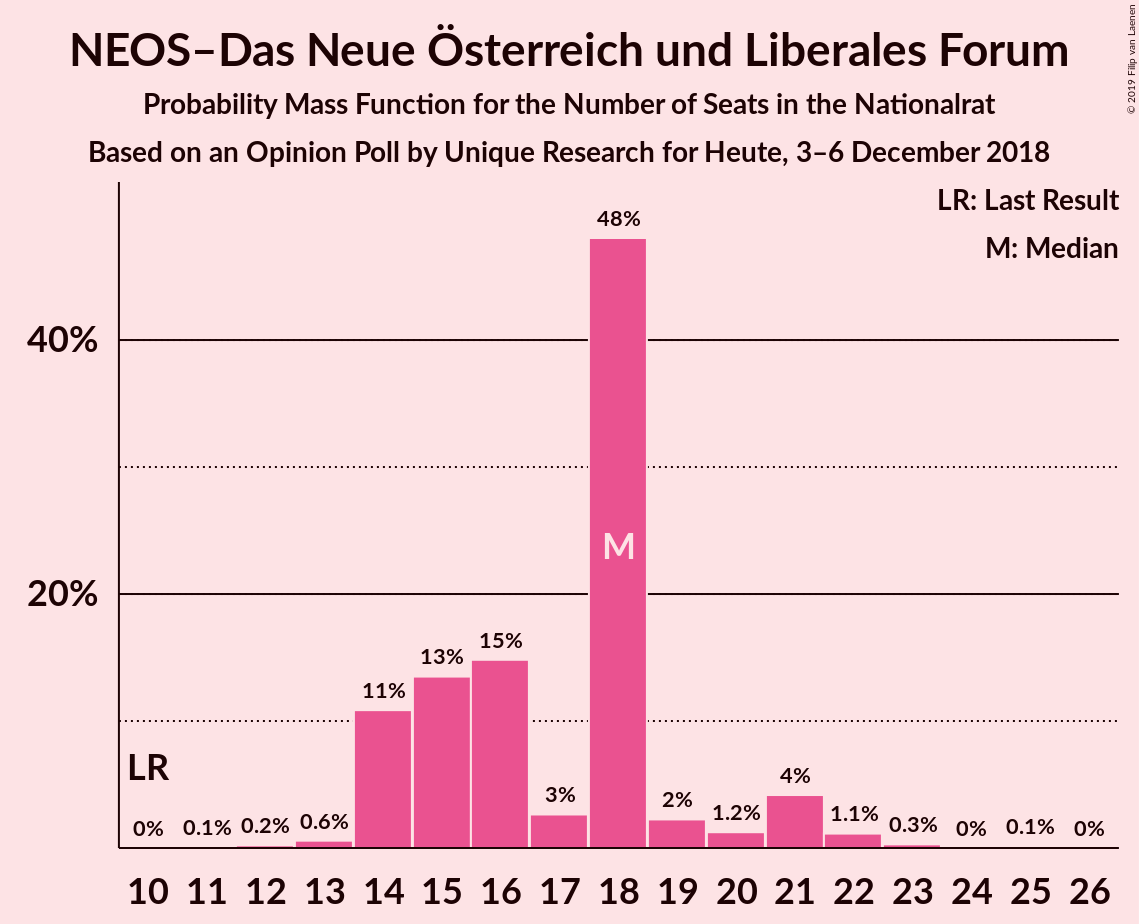 NEOS–Das Neue Österreich und Liberales Forum
Probability Mass Function for the Number of Seats in the Nationalrat
Based on an Opinion Poll by Unique Research for Heute, 3–6 December 2018
© 2019 Filip van Laenen
LR: Last Result
M: Median
48%
40%
M
20%
15%
13%
11%
LR
4%
3%
2%
1.2%
1.1%
0.6%
0.3%
0.2%
0.1%
0%
0%
0.1%
0%
10 11 12 13 14 15 16 17 18 19 20 21 22 23 24 25 26